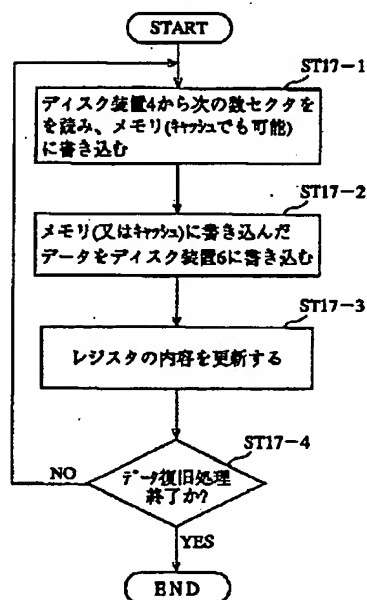 START
ST17-1
ディスク装置4から次の数セクタを
を読み、メモリ(キャッシュでも可能)
に書き込む
ST17-2
メモリ(又はキャッシュ)に書き込んだ
データをディスク装置6に書き込む
ST17-3
レジスタの内容を更新する
ST17-4
データ復旧処理
終了か?
NO
YES
END